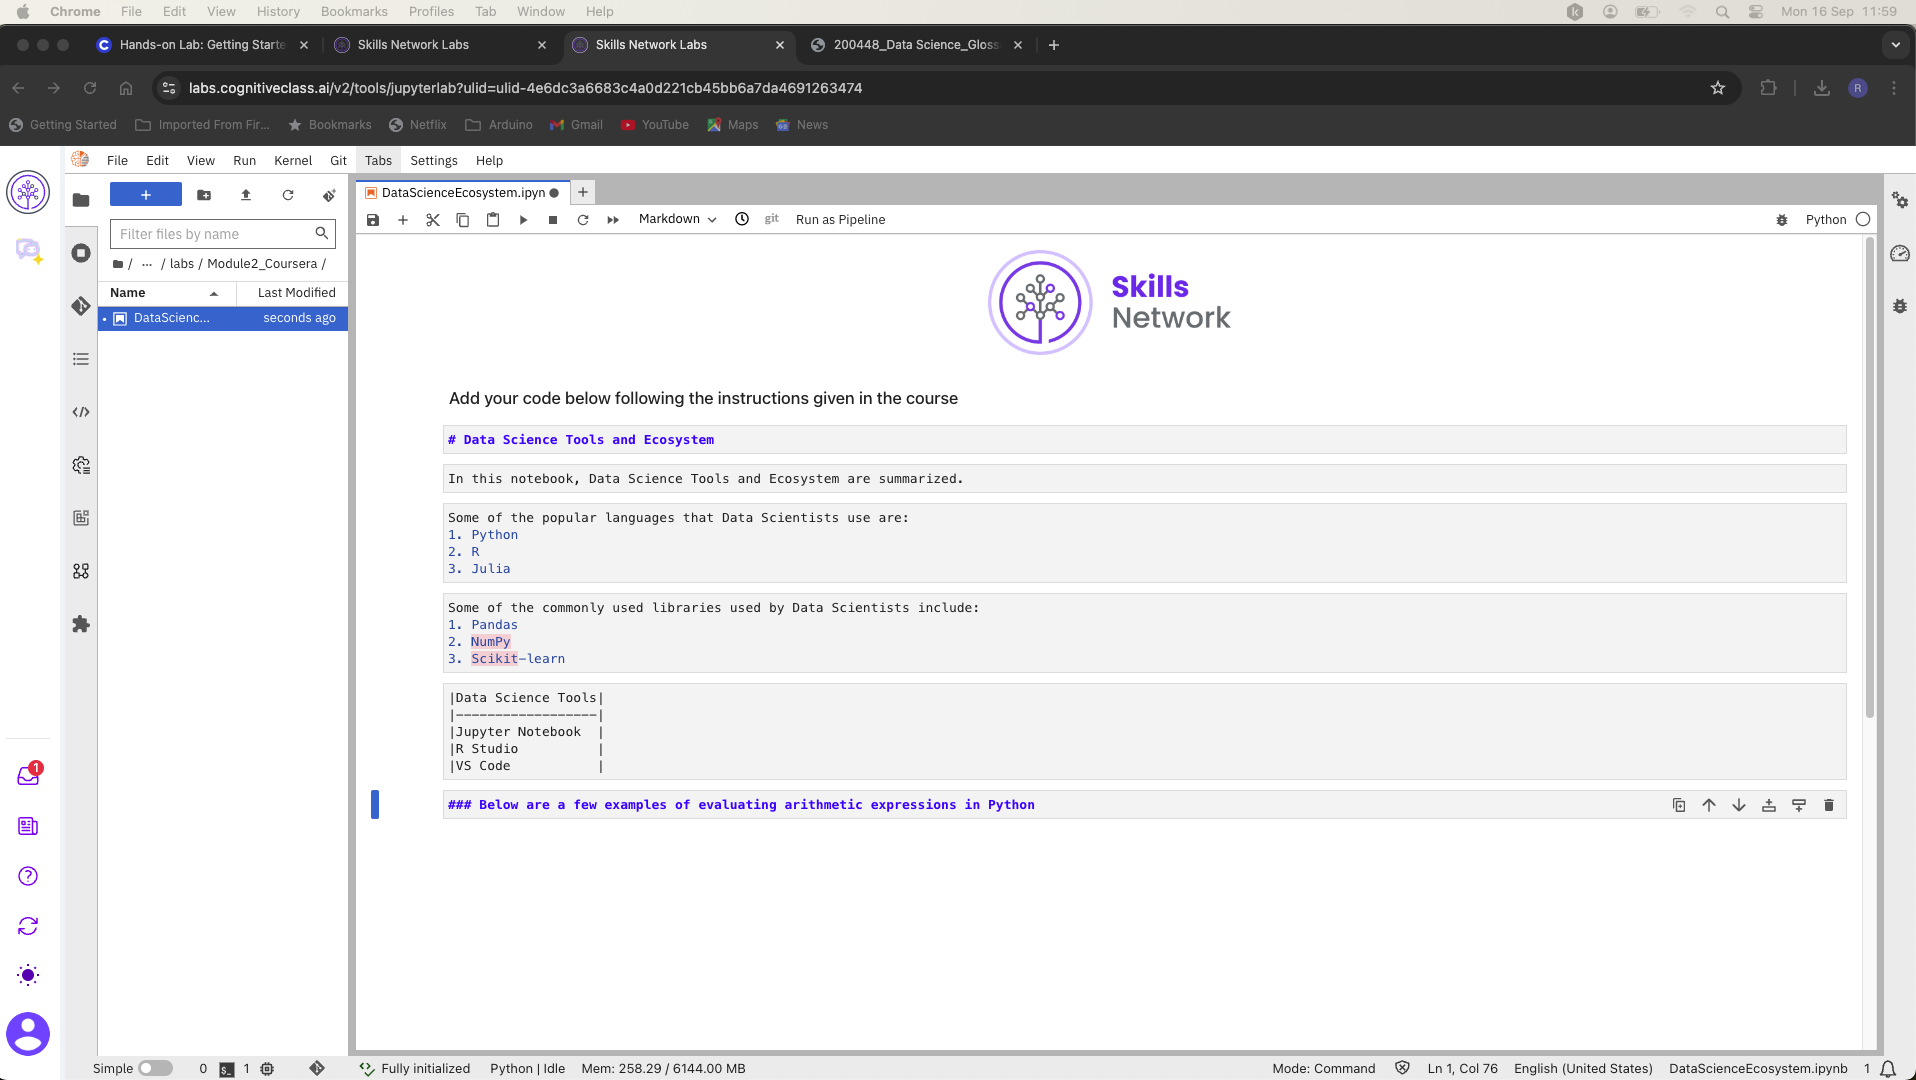 Chrome File Edit View History Bookmarks Profiles Tab Window Help Mon 16 Sep 11:59
Hands-on Lab: Getting Starte Skills Network Labs Skills Network Labs 200448_Data Science_Gloss
labs.cognitiveclass.ai/v2/tools/jupyterlab?ulid=ulid-4e6dc3a6683c4a0d221cb45bb6a7da4691263474 R
Getting Started Imported From Fir... Bookmarks Netflix Arduino Gmail YouTube Maps News
File Edit View Run Kernel Git Tabs Settings Help
DataScienceEcosystem.ipyn
Markdown git Run as Pipeline Python
Filter files by name
/ ... / labs / Module2_Coursera /
Name Last Modified
DataScienc... seconds ago
Skills
Network
Add your code below following the instructions given in the course
# Data Science Tools and Ecosystem
In this notebook, Data Science Tools and Ecosystem are summarized.
Some of the popular languages that Data Scientists use are:
1. Python
2. R
3. Julia
Some of the commonly used libraries used by Data Scientists include:
1. Pandas
2. NumPy
3. Scikit-learn
|Data Science Tools|
|------------------|
|Jupyter Notebook  |
|R Studio          |
|VS Code           |
### Below are a few examples of evaluating arithmetic expressions in Python
1
Simple 0 $_ 1 Fully initialized Python | Idle Mem: 258.29 / 6144.00 MB Mode: Command Ln 1, Col 76 English (United States) DataScienceEcosystem.ipynb 1